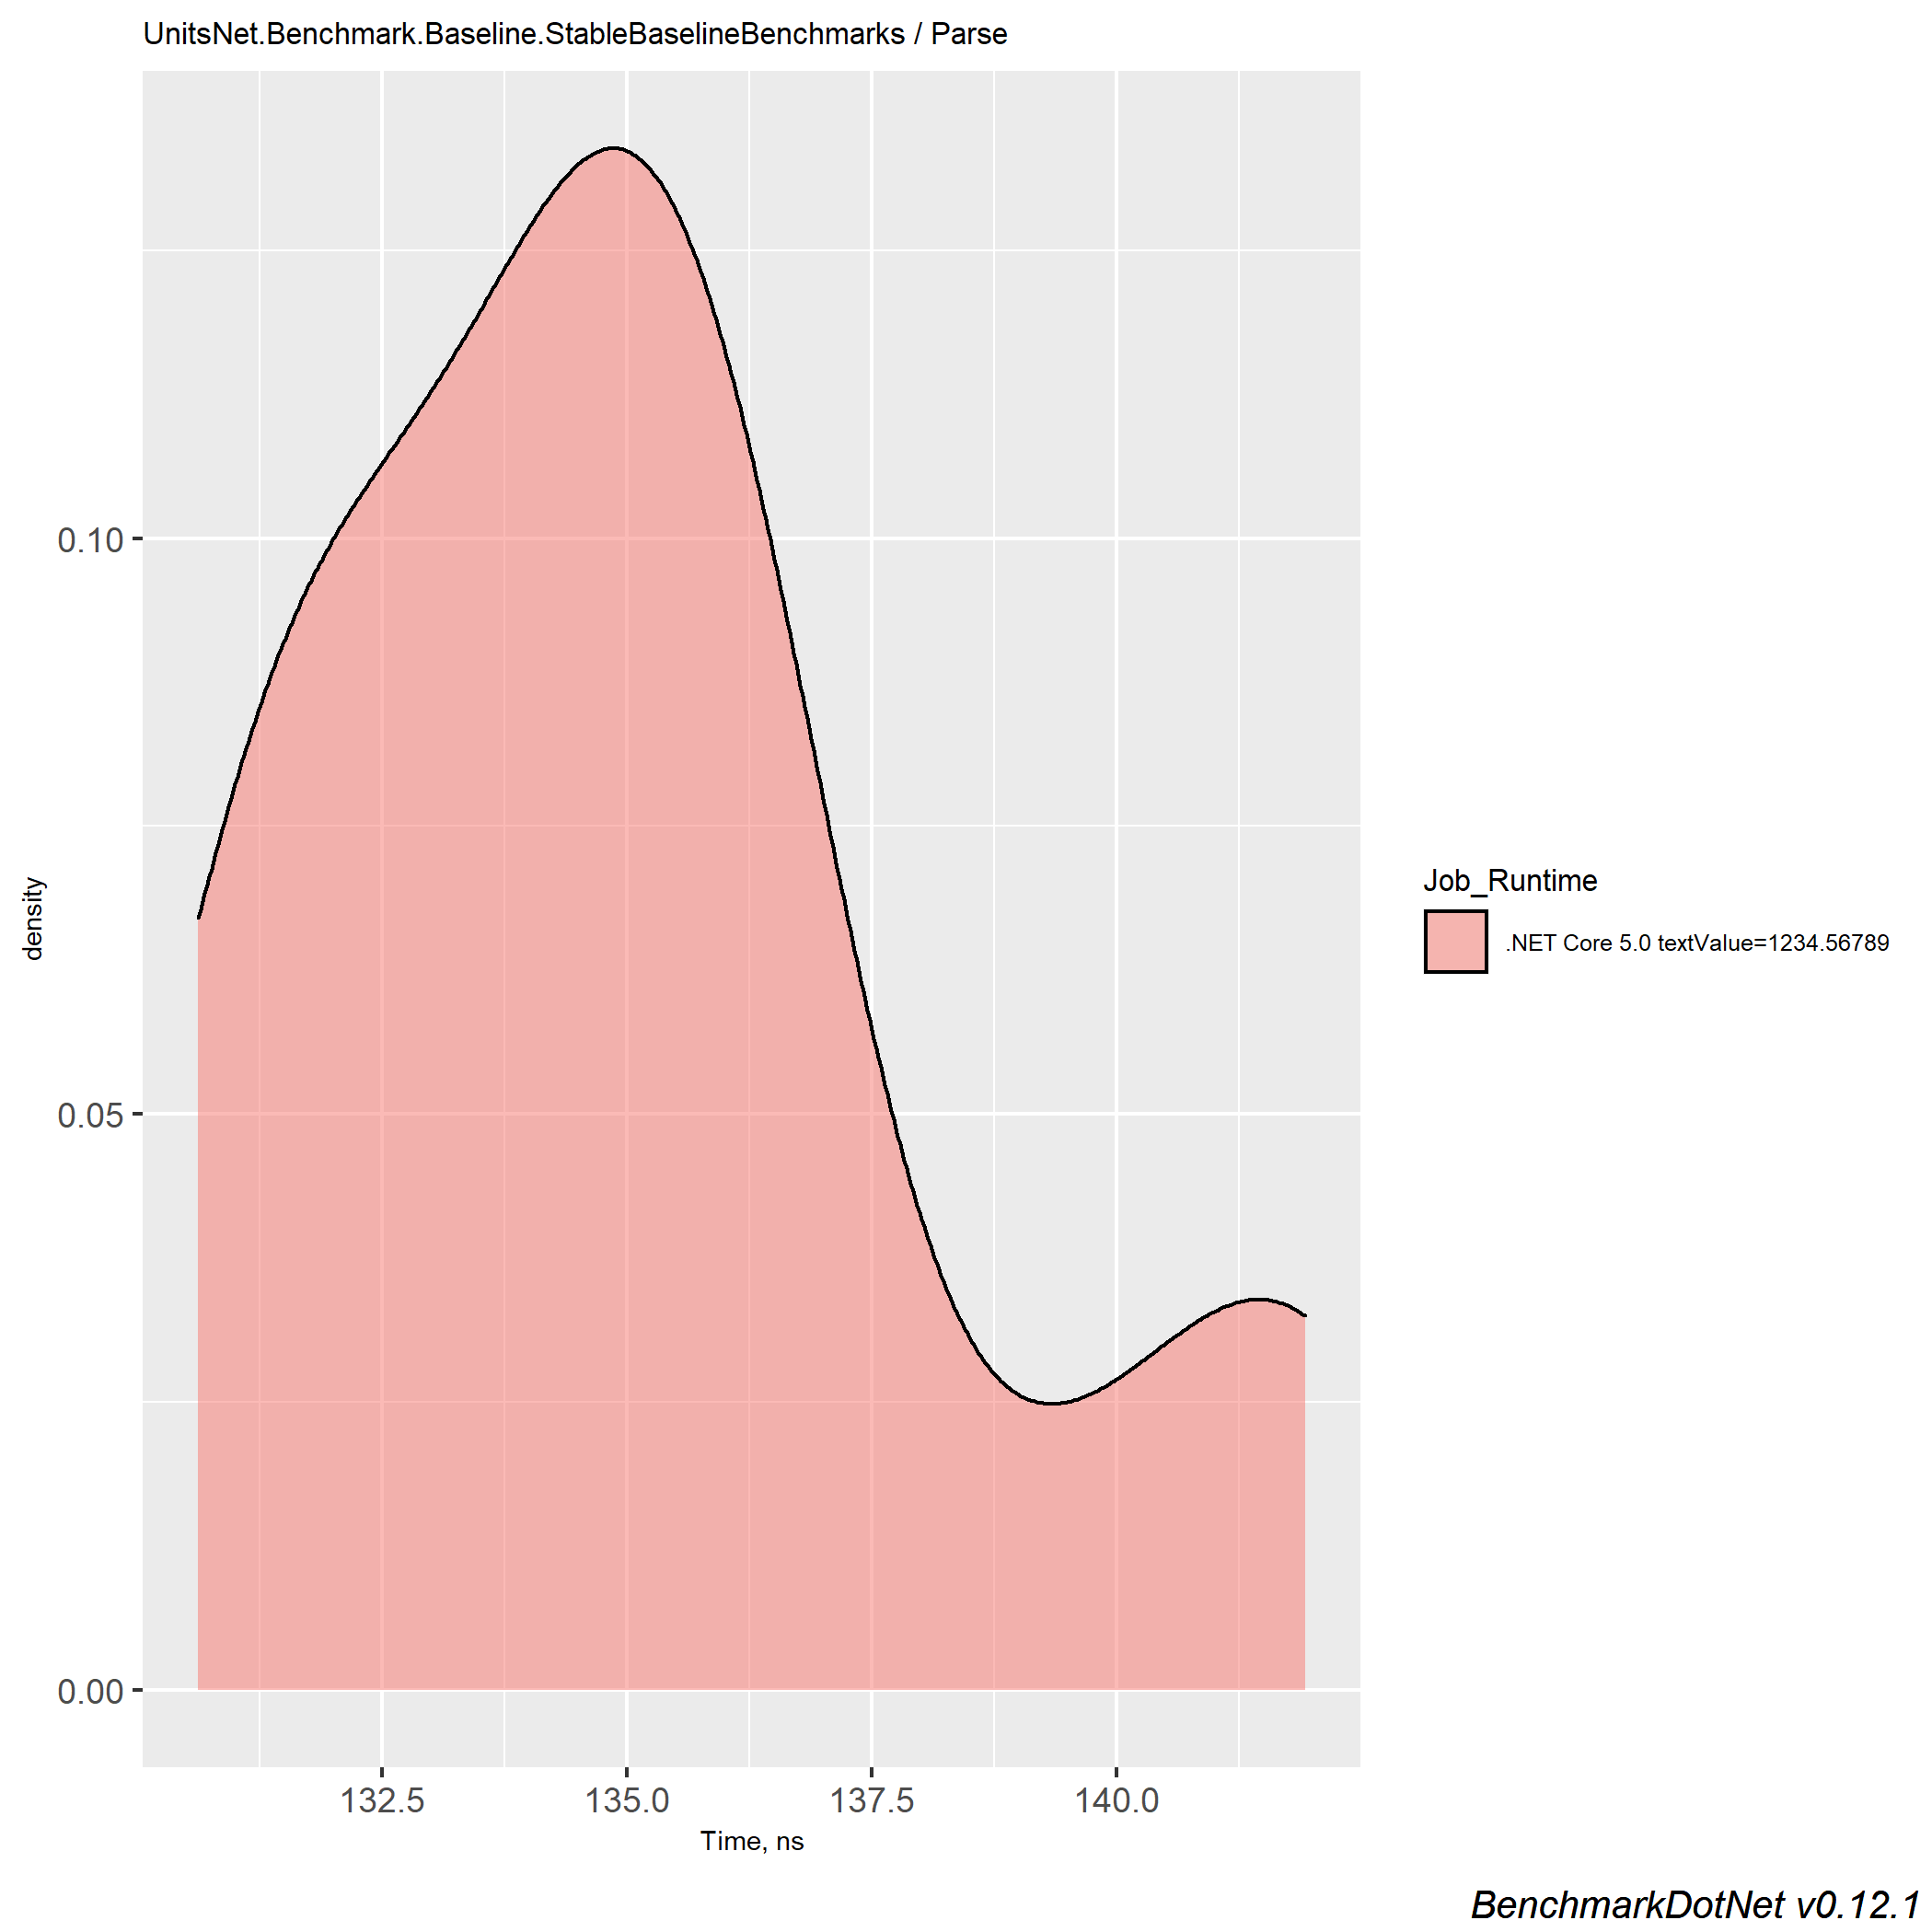 UnitsNet.Benchmark.Baseline.StableBaselineBenchmarks / Parse
density
0.10
0.05
0.00
132.5 135.0 137.5 140.0
Time, ns
Job_Runtime
.NET Core 5.0 textValue=1234.56789
BenchmarkDotNet v0.12.1